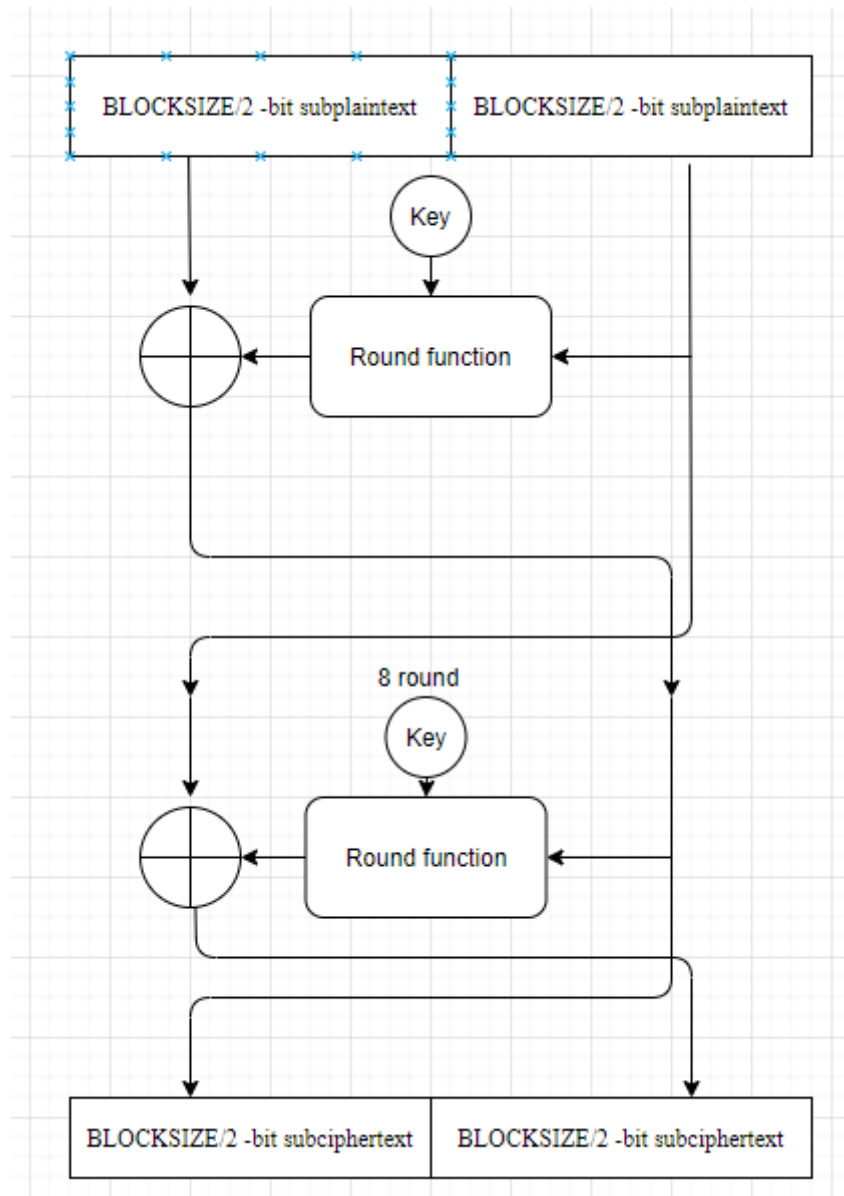 BLOCKSIZE/2 -bit subplaintext
BLOCKSIZE/2 -bit subplaintext
Key
Round function
8 round
Key
Round function
BLOCKSIZE/2 -bit subciphertext
BLOCKSIZE/2 -bit subciphertext